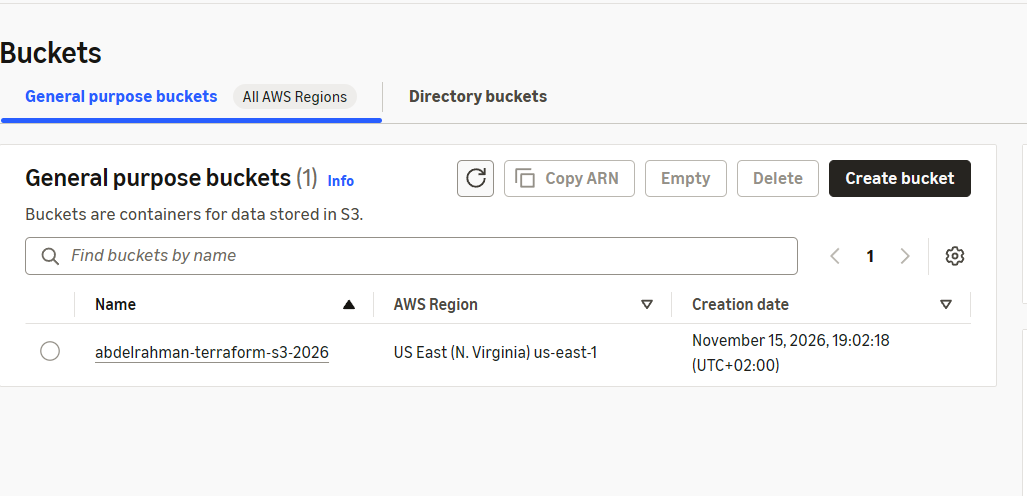 Buckets
General purpose buckets All AWS Regions Directory buckets
General purpose buckets (1) Info Copy ARN Empty Delete Create bucket
Buckets are containers for data stored in S3.
Find buckets by name 1
Name AWS Region Creation date
abdelrahman-terraform-s3-2026 US East (N. Virginia) us-east-1 November 15, 2026, 19:02:18
(UTC+02:00)